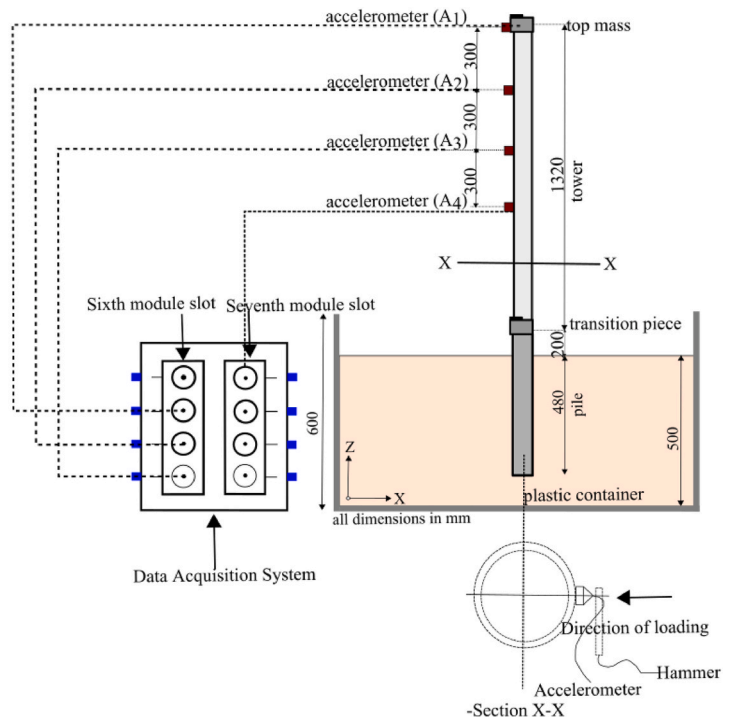 accelerometer (A1)
top mass
300
accelerometer (A2)
300
accelerometer (A3)
1320
tower
300
accelerometer (A4)
X
X
Sixth module slot
Seventh module slot
transition piece
200
600
480
pile
500
Z
X
plastic container
all dimensions in mm
Data Acquisition System
Direction of loading
Hammer
Accelerometer
-Section X-X